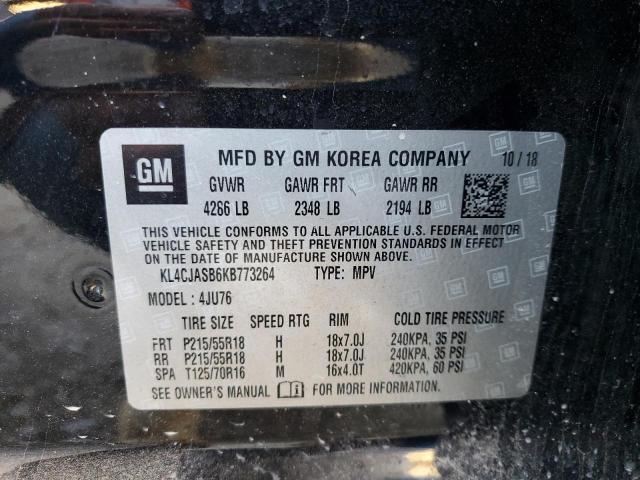 GM MFD BY GM KOREA COMPANY 10/18
GVWR GAWR FRT GAWR RR
4266 LB 2348 LB 2194 LB
THIS VEHICLE CONFORMS TO ALL APPLICABLE U.S. FEDERAL MOTOR
VEHICLE SAFETY AND THEFT PREVENTION STANDARDS IN EFFECT
ON THE DATE OF MANUFACTURE SHOWN ABOVE.
KL4CJASB6KB773264 TYPE: MPV
MODEL: 4JU76
TIRE SIZE SPEED RTG RIM COLD TIRE PRESSURE
FRT P215/55R18 H 18x7.0J 240KPA, 35 PSI
RR P215/55R18 H 18x7.0J 240KPA, 35 PSI
SPA T125/70R16 M 16x4.0T 420KPA, 60 PSI
SEE OWNER'S MANUAL FOR MORE INFORMATION